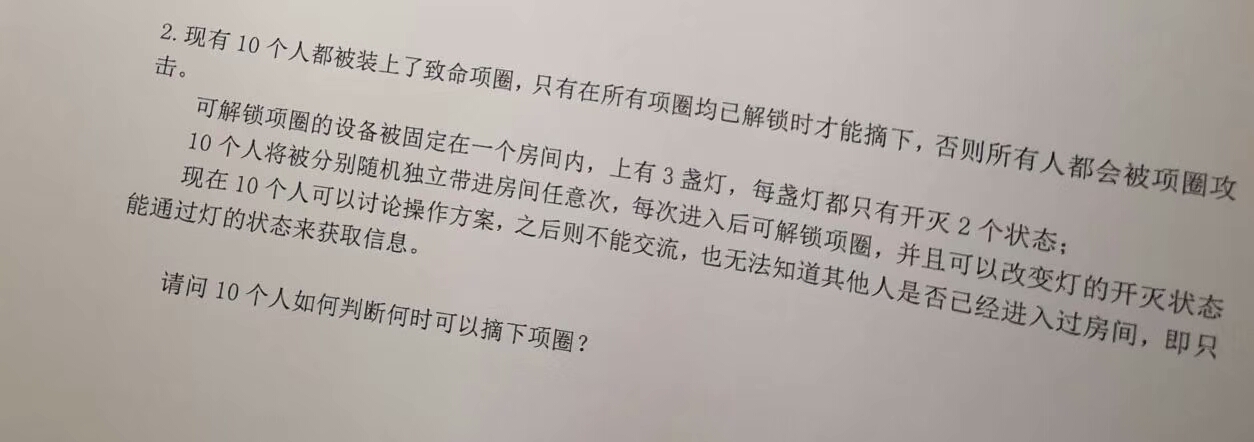 2. 现有 10 个人都被装上了致命项圈，只有在所有项圈均已解锁时才能摘下，否则所有人都会被项圈攻
击。
可解锁项圈的设备被固定在一个房间内，上有 3 盏灯，每盏灯都只有开灭 2 个状态；
10 个人将被分别随机独立带进房间任意次，每次进入后可解锁项圈，并且可以改变灯的开灭状态
现在 10 个人可以讨论操作方案，之后则不能交流，也无法知道其他人是否已经进入过房间，即只
能通过灯的状态来获取信息。
请问 10 个人如何判断何时可以摘下项圈？